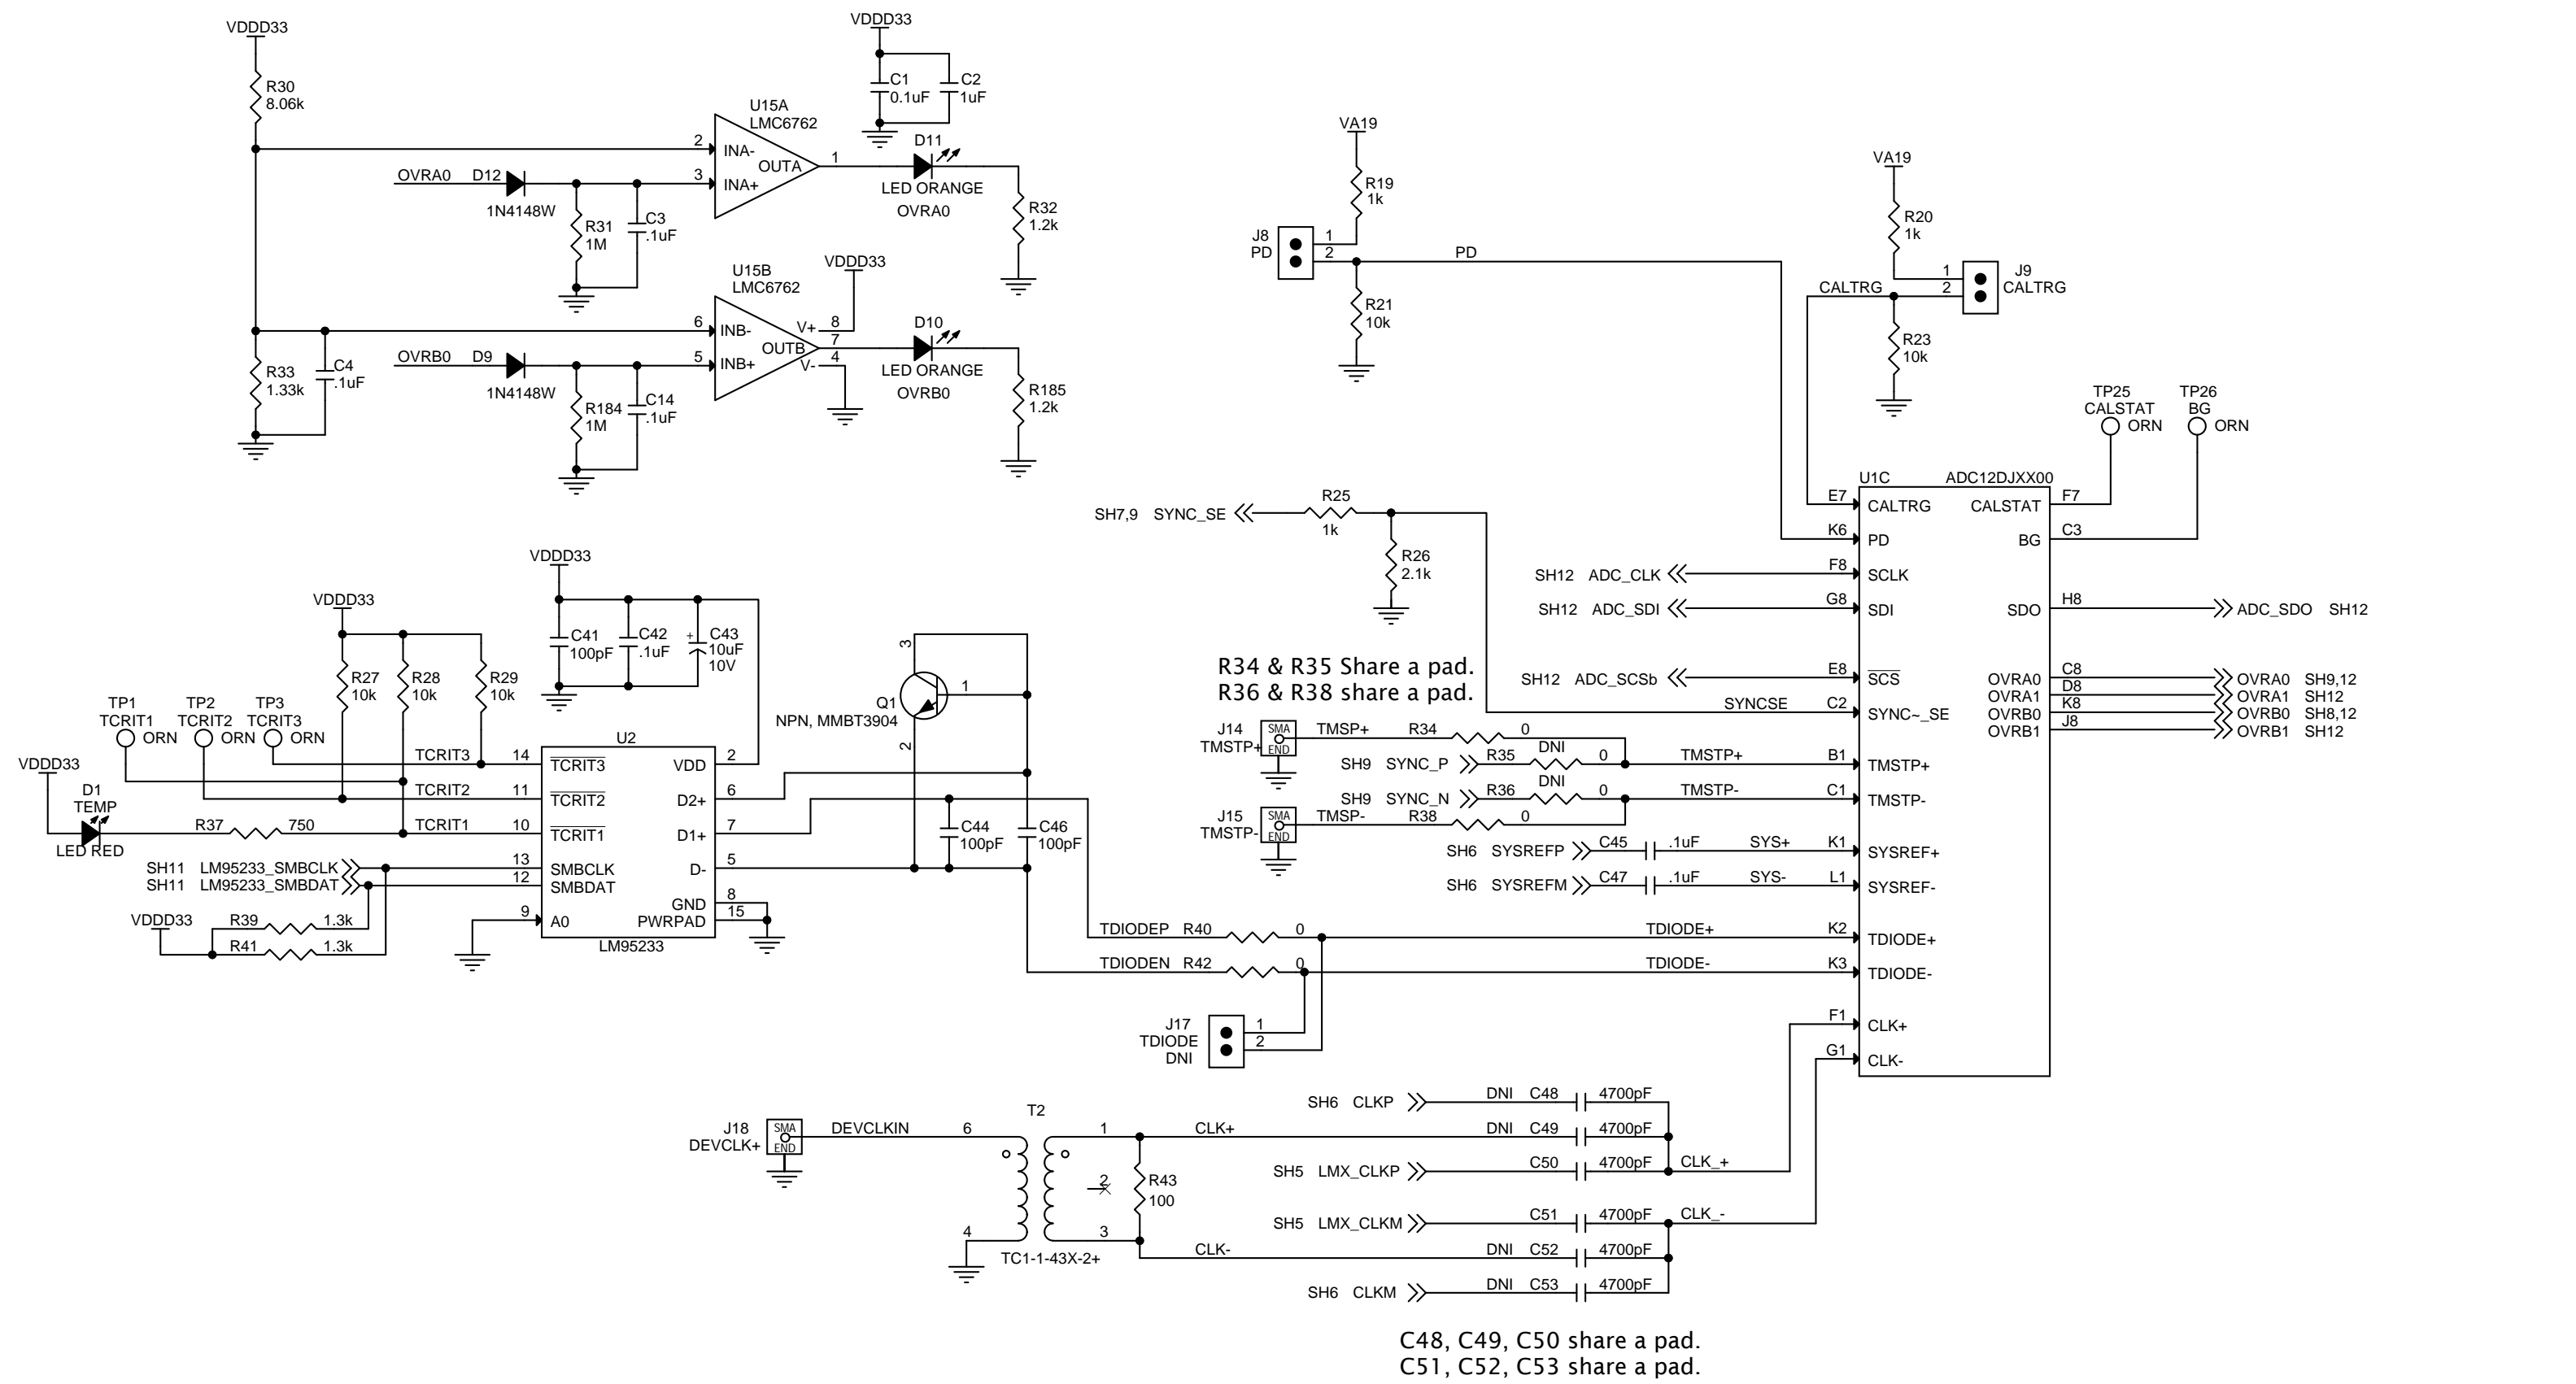 VDDD33
R30
8.06k
VDDD33
C1
0.1uF
C2
1uF
U15A
LMC6762
2
INA-
OUTA
1
3
INA+
OVRA0
D12
1N4148W
R31
1M
C3
.1uF
D11
LED ORANGE
OVRA0
R32
1.2k
U15B
LMC6762
VDDD33
6
INB-
V+
8
OUTB
7
V-
4
5
INB+
OVRB0
D9
1N4148W
R33
1.33k
C4
.1uF
R184
1M
C14
.1uF
D10
LED ORANGE
OVRB0
R185
1.2k
VA19
R19
1k
J8
PD
1
2
PD
R21
10k
VA19
R20
1k
J9
CALTRG
1
2
CALTRG
R23
10k
TP25
CALSTAT
ORN
TP26
BG
ORN
SH7,9 SYNC_SE
R25
1k
R26
2.1k
SH12 ADC_CLK
SH12 ADC_SDI
SH12 ADC_SCSb
SYNCSE
U1C
ADC12DJXX00
E7
CALTRG
CALSTAT
F7
K6
PD
BG
C3
F8
SCLK
G8
SDI
SDO
H8
ADC_SDO SH12
E8
SCS
C2
SYNC~_SE
OVRA0
C8
OVRA0 SH9,12
OVRA1
D8
OVRA1 SH12
OVRB0
K8
OVRB0 SH8,12
OVRB1
J8
OVRB1 SH12
B1
TMSTP+
C1
TMSTP-
K1
SYSREF+
L1
SYSREF-
K2
TDIODE+
K3
TDIODE-
F1
CLK+
G1
CLK-
VDDD33
C41
100pF
C42
.1uF
+
C43
10uF
10V
VDDD33
R27
10k
R28
10k
R29
10k
TP1
TCRIT1
ORN
TP2
TCRIT2
ORN
TP3
TCRIT3
ORN
VDDD33
D1
TEMP
LED RED
R37
750
TCRIT3
TCRIT2
TCRIT1
SH11 LM95233_SMBCLK
SH11 LM95233_SMBDAT
VDDD33
R39
1.3k
R41
1.3k
U2
14
TCRIT3
VDD
2
11
TCRIT2
D2+
6
10
TCRIT1
D1+
7
13
SMBCLK
D-
5
12
SMBDAT
GND
8
9
A0
PWRPAD
15
LM95233
3
1
2
Q1
NPN, MMBT3904
C44
100pF
C46
100pF
R34 & R35 Share a pad.
R36 & R38 share a pad.
J14
TMSTP+
SMA
END
TMSP+
R34
0
SH9 SYNC_P
R35
DNI
0
TMSTP+
SH9 SYNC_N
R36
DNI
0
TMSTP-
J15
TMSTP-
SMA
END
TMSP-
R38
0
SH6 SYSREFP
C45
.1uF
SYS+
SH6 SYSREFM
C47
.1uF
SYS-
TDIODEP
R40
0
TDIODE+
TDIODEN
R42
0
TDIODE-
J17
TDIODE
DNI
1
2
J18
DEVCLK+
SMA
END
DEVCLKIN
6
4
T2
TC1-1-43X-2+
1
2
3
R43
100
SH6 CLKP
DNI
C48
4700pF
CLK+
DNI
C49
4700pF
SH5 LMX_CLKP
C50
4700pF
CLK_+
SH5 LMX_CLKM
C51
4700pF
CLK_-
CLK-
DNI
C52
4700pF
SH6 CLKM
DNI
C53
4700pF
C48, C49, C50 share a pad.
C51, C52, C53 share a pad.